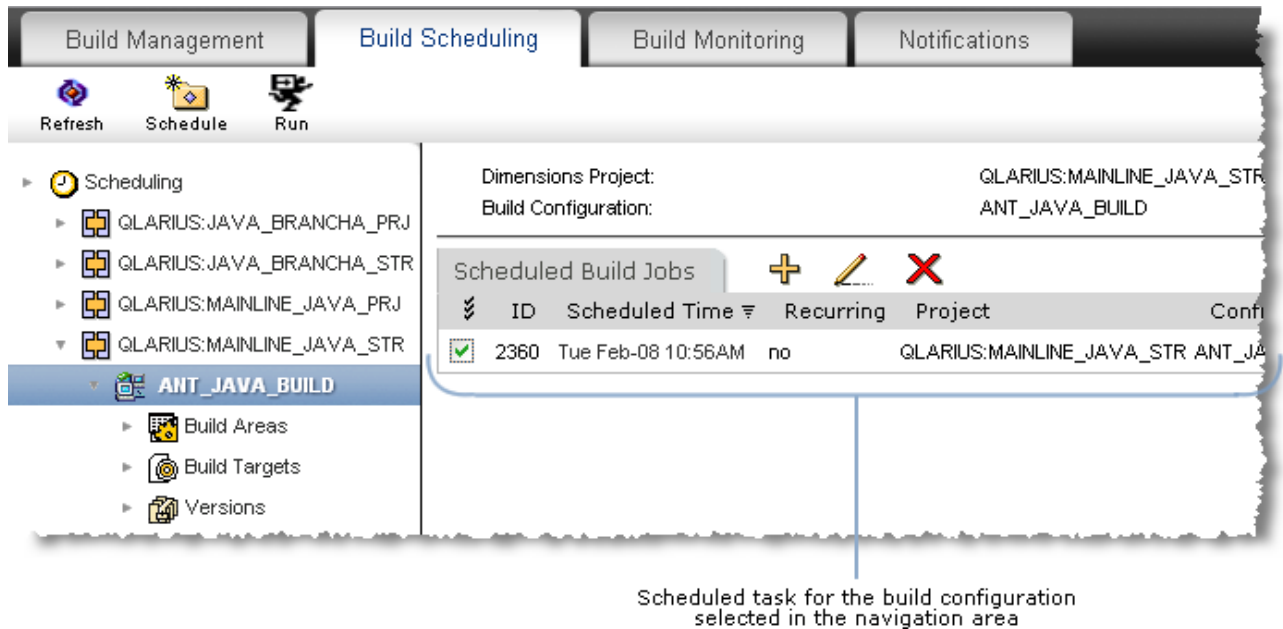 Build Management Build Scheduling Build Monitoring Notifications
Refresh Schedule Run
Scheduling
QLARIUS:JAVA_BRANCHA_PRJ
QLARIUS:JAVA_BRANCHA_STR
QLARIUS:MAINLINE_JAVA_PRJ
QLARIUS:MAINLINE_JAVA_STR
ANT_JAVA_BUILD
Build Areas
Build Targets
Versions
Dimensions Project: QLARIUS:MAINLINE_JAVA_STR
Build Configuration: ANT_JAVA_BUILD
Scheduled Build Jobs
ID Scheduled Time Recurring Project Confi
2360 Tue Feb-08 10:56AM no QLARIUS:MAINLINE_JAVA_STR ANT_JA
Scheduled task for the build configuration
selected in the navigation area